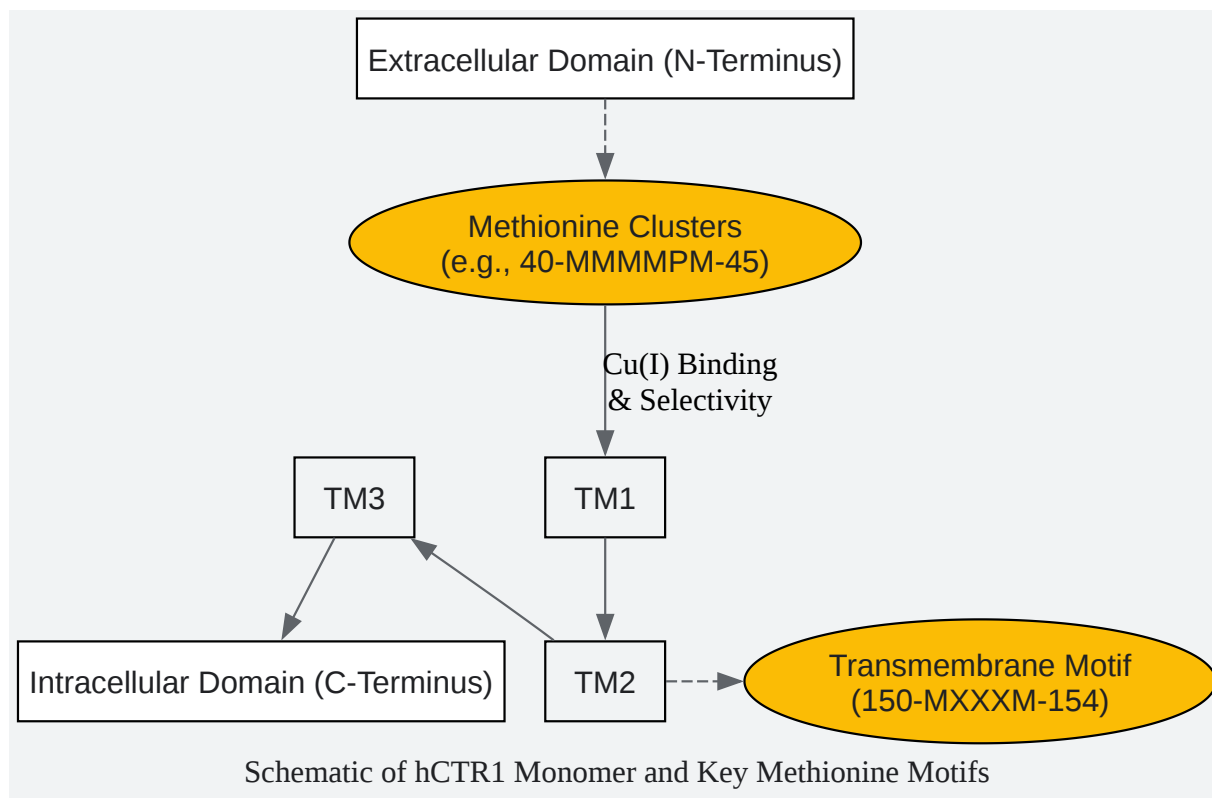 Extracellular Domain (N-Terminus)
Methionine Clusters
(e.g., 40-MMMMPM-45)
Cu(I) Binding
& Selectivity
TM3
TM1
Intracellular Domain (C-Terminus)
TM2
Transmembrane Motif
(150-MXXXM-154)
Schematic of hCTR1 Monomer and Key Methionine Motifs